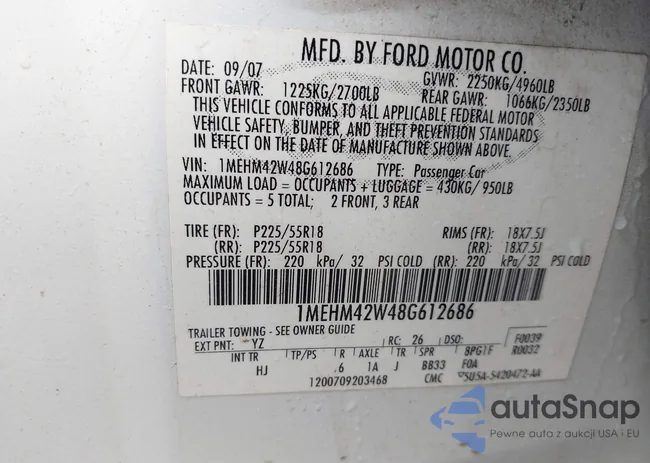 MFD. BY FORD MOTOR CO.
DATE: 09/07 GVWR: 2250KG/4960LB
FRONT GAWR: 1225KG/2700LB REAR GAWR: 1066KG/2350LB
THIS VEHICLE CONFORMS TO ALL APPLICABLE FEDERAL MOTOR
VEHICLE SAFETY, BUMPER, AND THEFT PREVENTION STANDARDS
IN EFFECT ON THE DATE OF MANUFACTURE SHOWN ABOVE.
VIN: 1MEHM42W48G612686 TYPE: Passenger Car
MAXIMUM LOAD = OCCUPANTS + LUGGAGE = 430KG/ 950LB
OCCUPANTS = 5 TOTAL; 2 FRONT, 3 REAR
TIRE (FR): P225/55R18 RIMS (FR): 18X7.5J
(RR): P225/55R18 (RR): 18X7.5J
PRESSURE (FR): 220 kPa/ 32 PSI COLD (RR): 220 kPa/ 32 PSI COLD
1MEHM42W48G612686
TRAILER TOWING - SEE OWNER GUIDE
EXT PNT: YZ RC: 26 DSO: F0039
R0032
INT TR TP/PS R AXLE TR SPR BPGIF
HJ .6 1A J BB33 F0A
1200709203468 CMC 5U5A-5420472-AA
autaSnap
Pewne auta z aukcji USA i EU